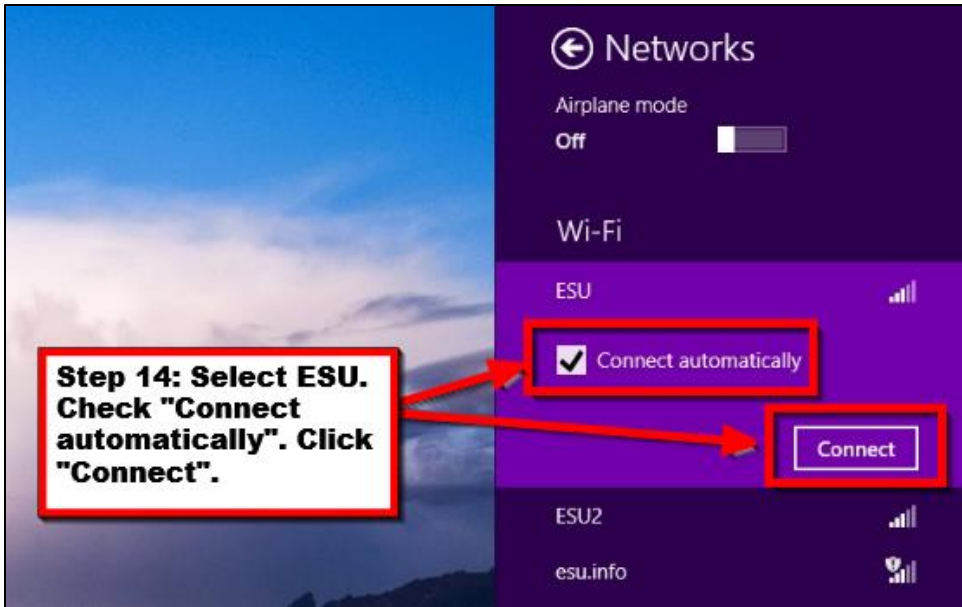 Networks
Airplane mode
Off
Wi-Fi
ESU
Connect automatically
Step 14: Select ESU.
Check "Connect
automatically". Click
"Connect".
Connect
ESU2
esu.info